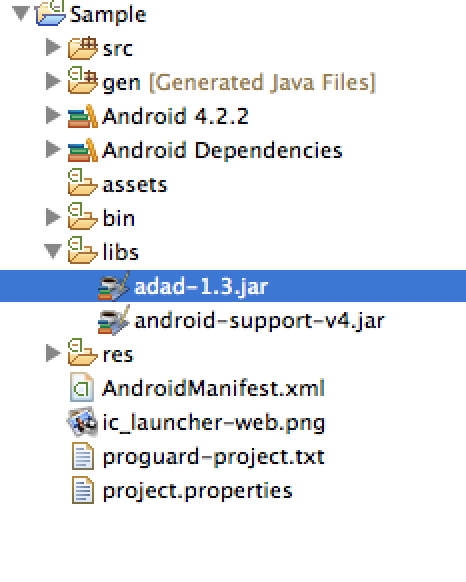 Sample
src
gen [Generated Java Files]
Android 4.2.2
Android Dependencies
assets
bin
libs
adad-1.3.jar
android-support-v4.jar
res
AndroidManifest.xml
ic_launcher-web.png
proguard-project.txt
project.properties